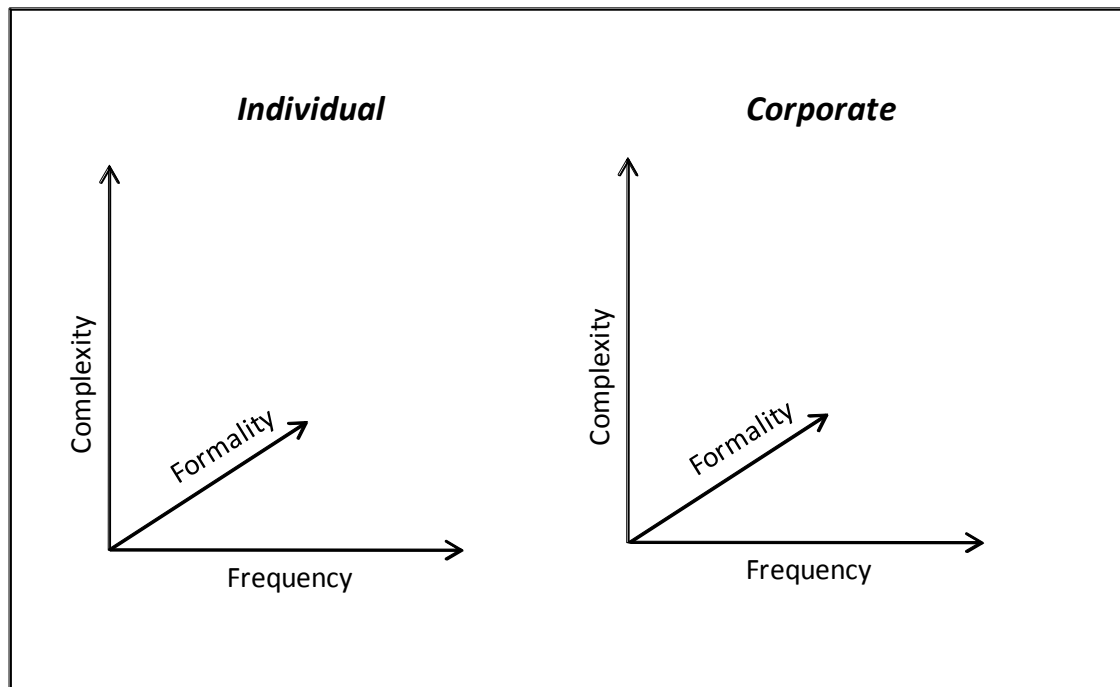 Individual
Complexity
Formality
Frequency
Corporate
Complexity
Formality
Frequency